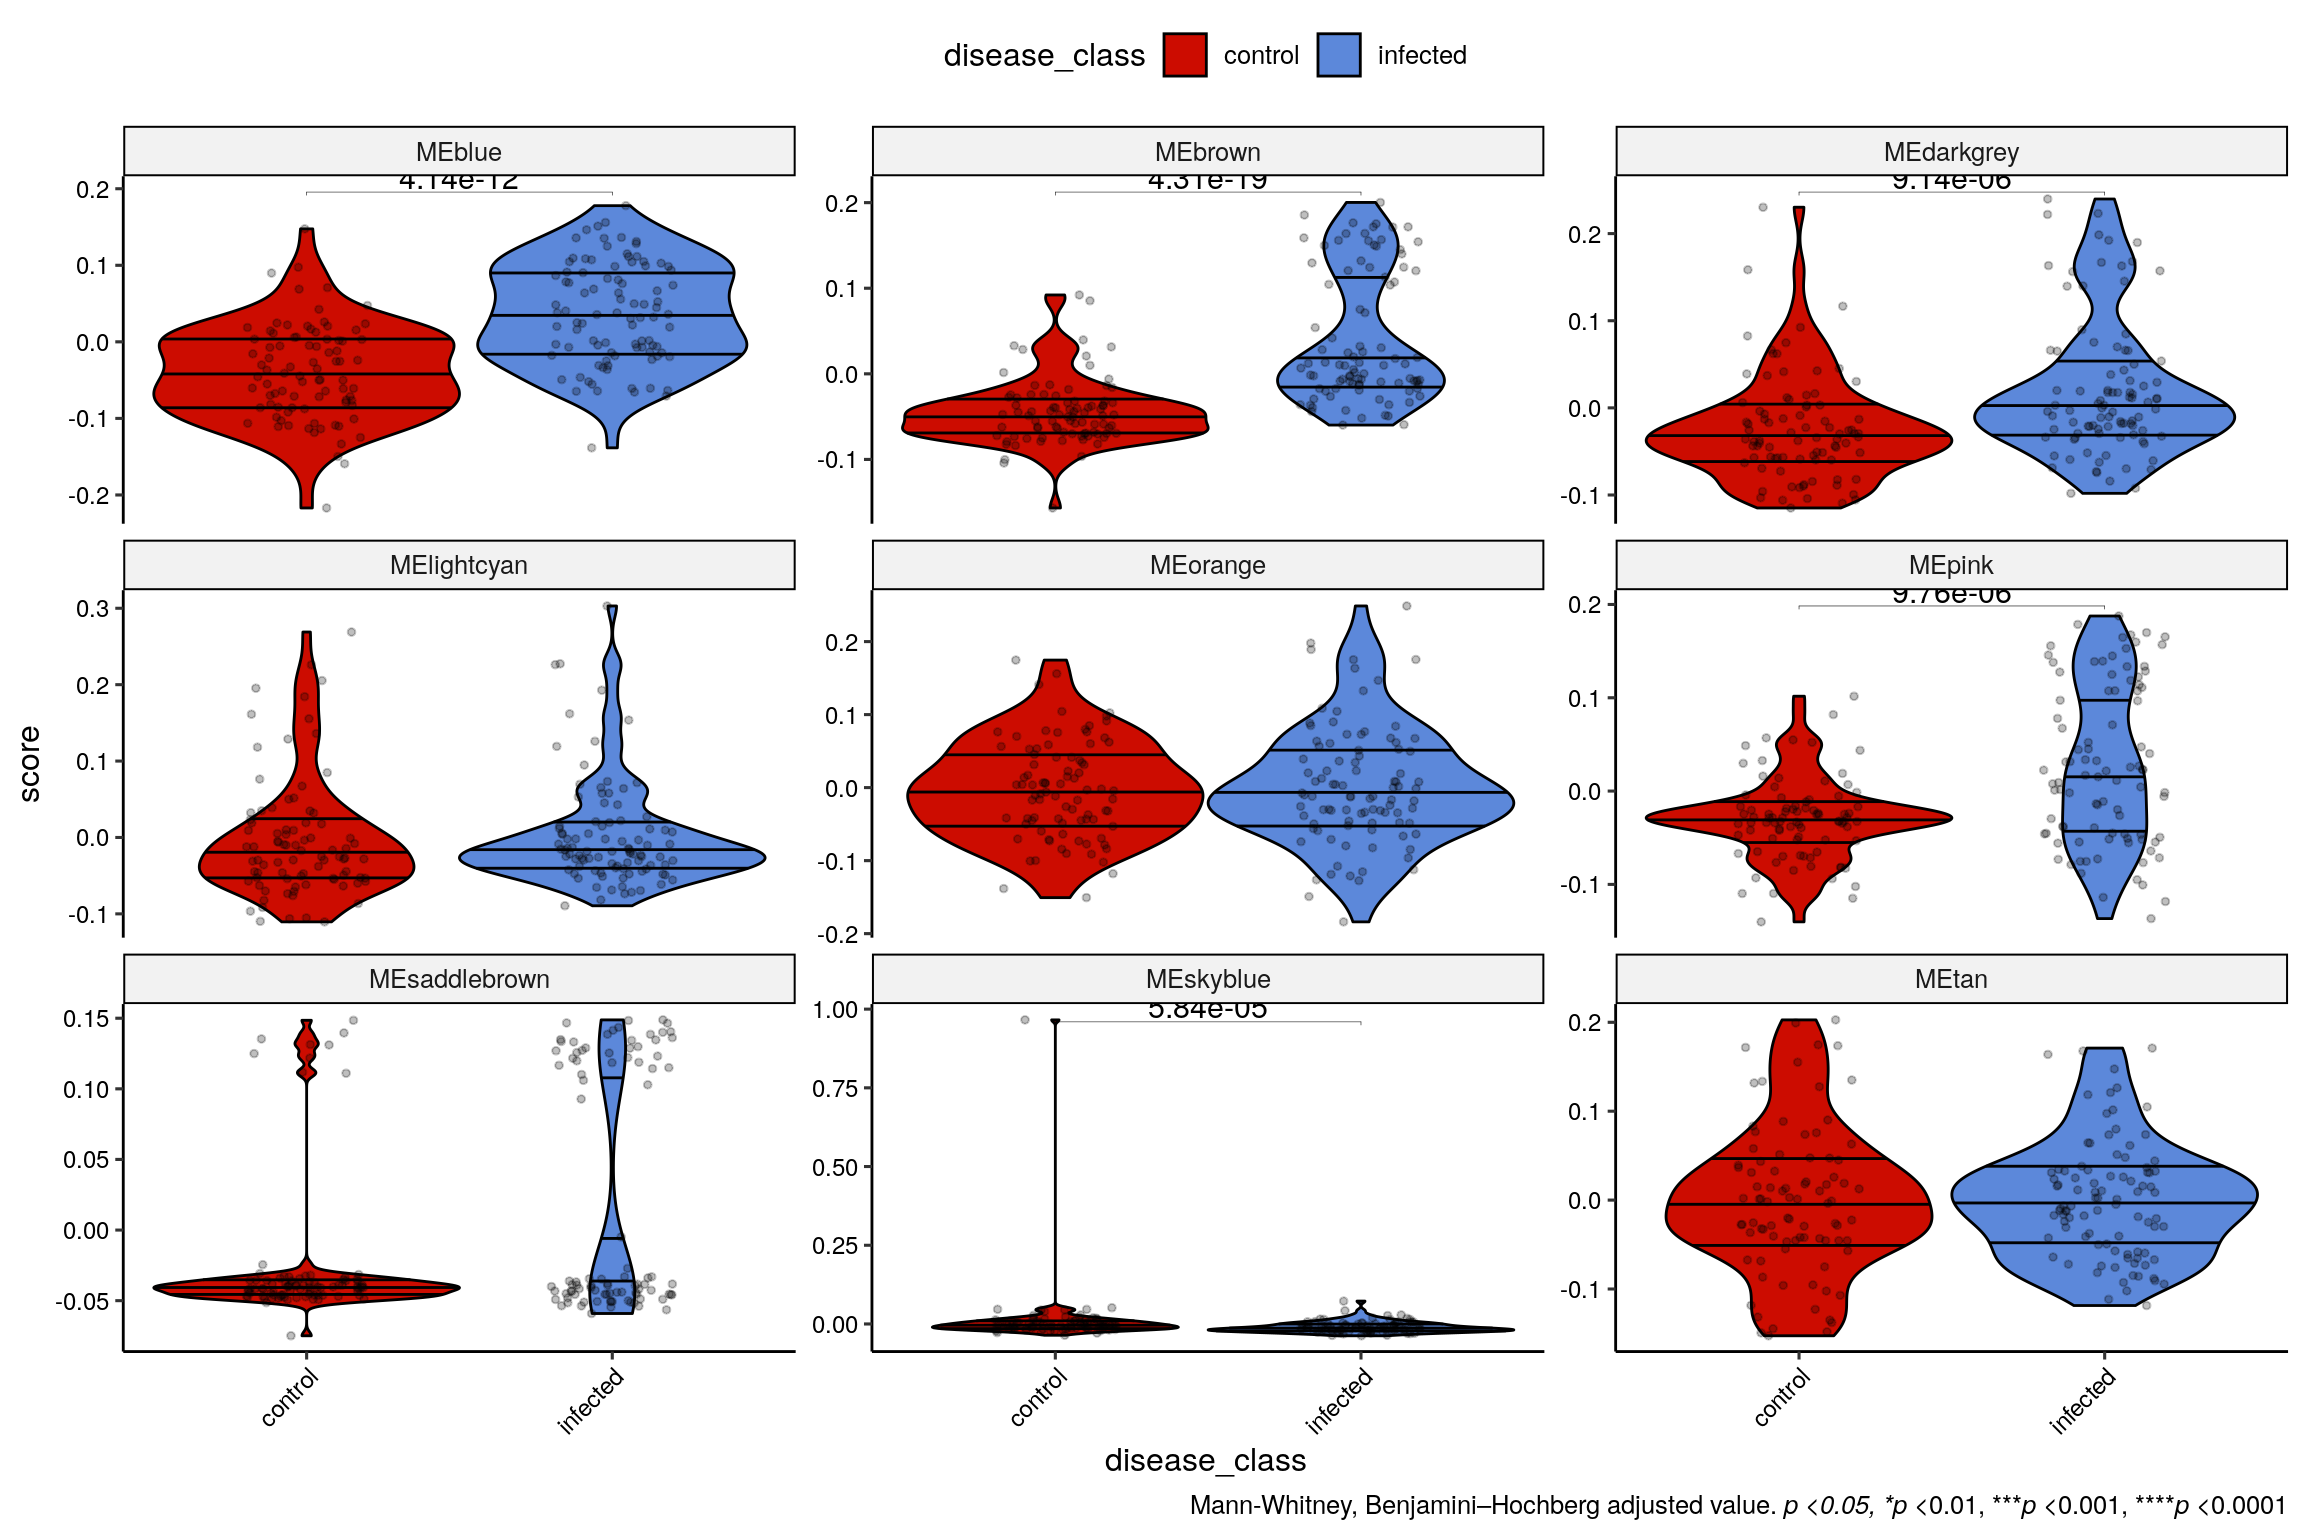 disease_class control infected
MEblue
MEbrown
MEdarkgrey
4.14e-12
4.31e-19
9.14e-06
0.2
0.1
0.0
-0.1
-0.2
0.2
0.1
0.0
-0.1
0.2
0.1
0.0
-0.1
MElightcyan
MEorange
MEpink
9.76e-06
0.3
0.2
0.1
0.0
-0.1
0.2
0.1
0.0
-0.1
-0.2
0.2
0.1
0.0
-0.1
score
MEsaddlebrown
MEskyblue
MEtan
5.84e-05
0.15
0.10
0.05
0.00
-0.05
1.00
0.75
0.50
0.25
0.00
0.2
0.1
0.0
-0.1
control
infected
control
infected
control
infected
disease_class
Mann-Whitney, Benjamini–Hochberg adjusted value. p <0.05, *p <0.01, ***p <0.001, ****p <0.0001